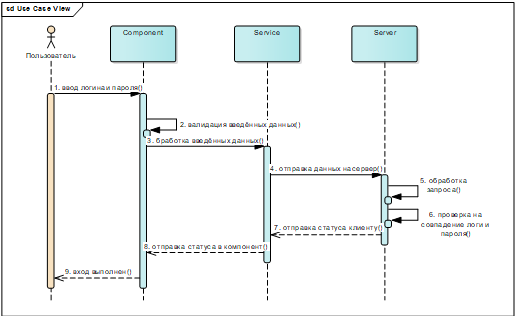 sd Use Case View
Component
Service
Server
Пользователь
1. ввод логина и пароля()
2. валидация введённых данных()
3. бработка введённых данных()
4. отправка данных на сервер()
5. обработка
запроса()
6. проверка на
совпадение логи и
пароля()
7. отправка статуса клиенту()
8. отправка статуса в компонент()
9. вход выполнен()